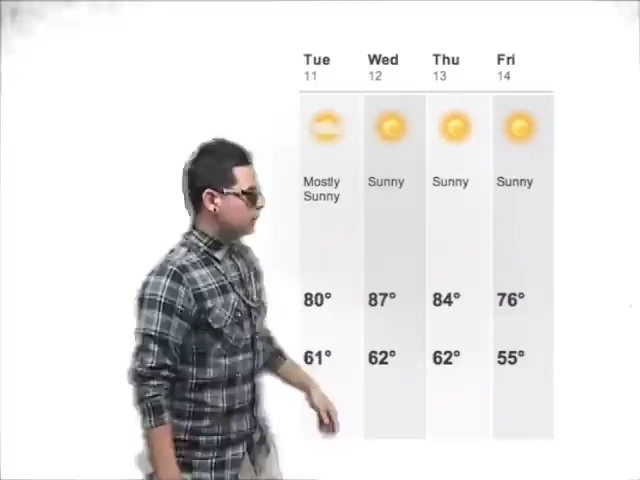 Tue Wed Thu Fri
11 12 13 14
Mostly Sunny Sunny Sunny
Sunny
80° 87° 84° 76°
61° 62° 62° 55°